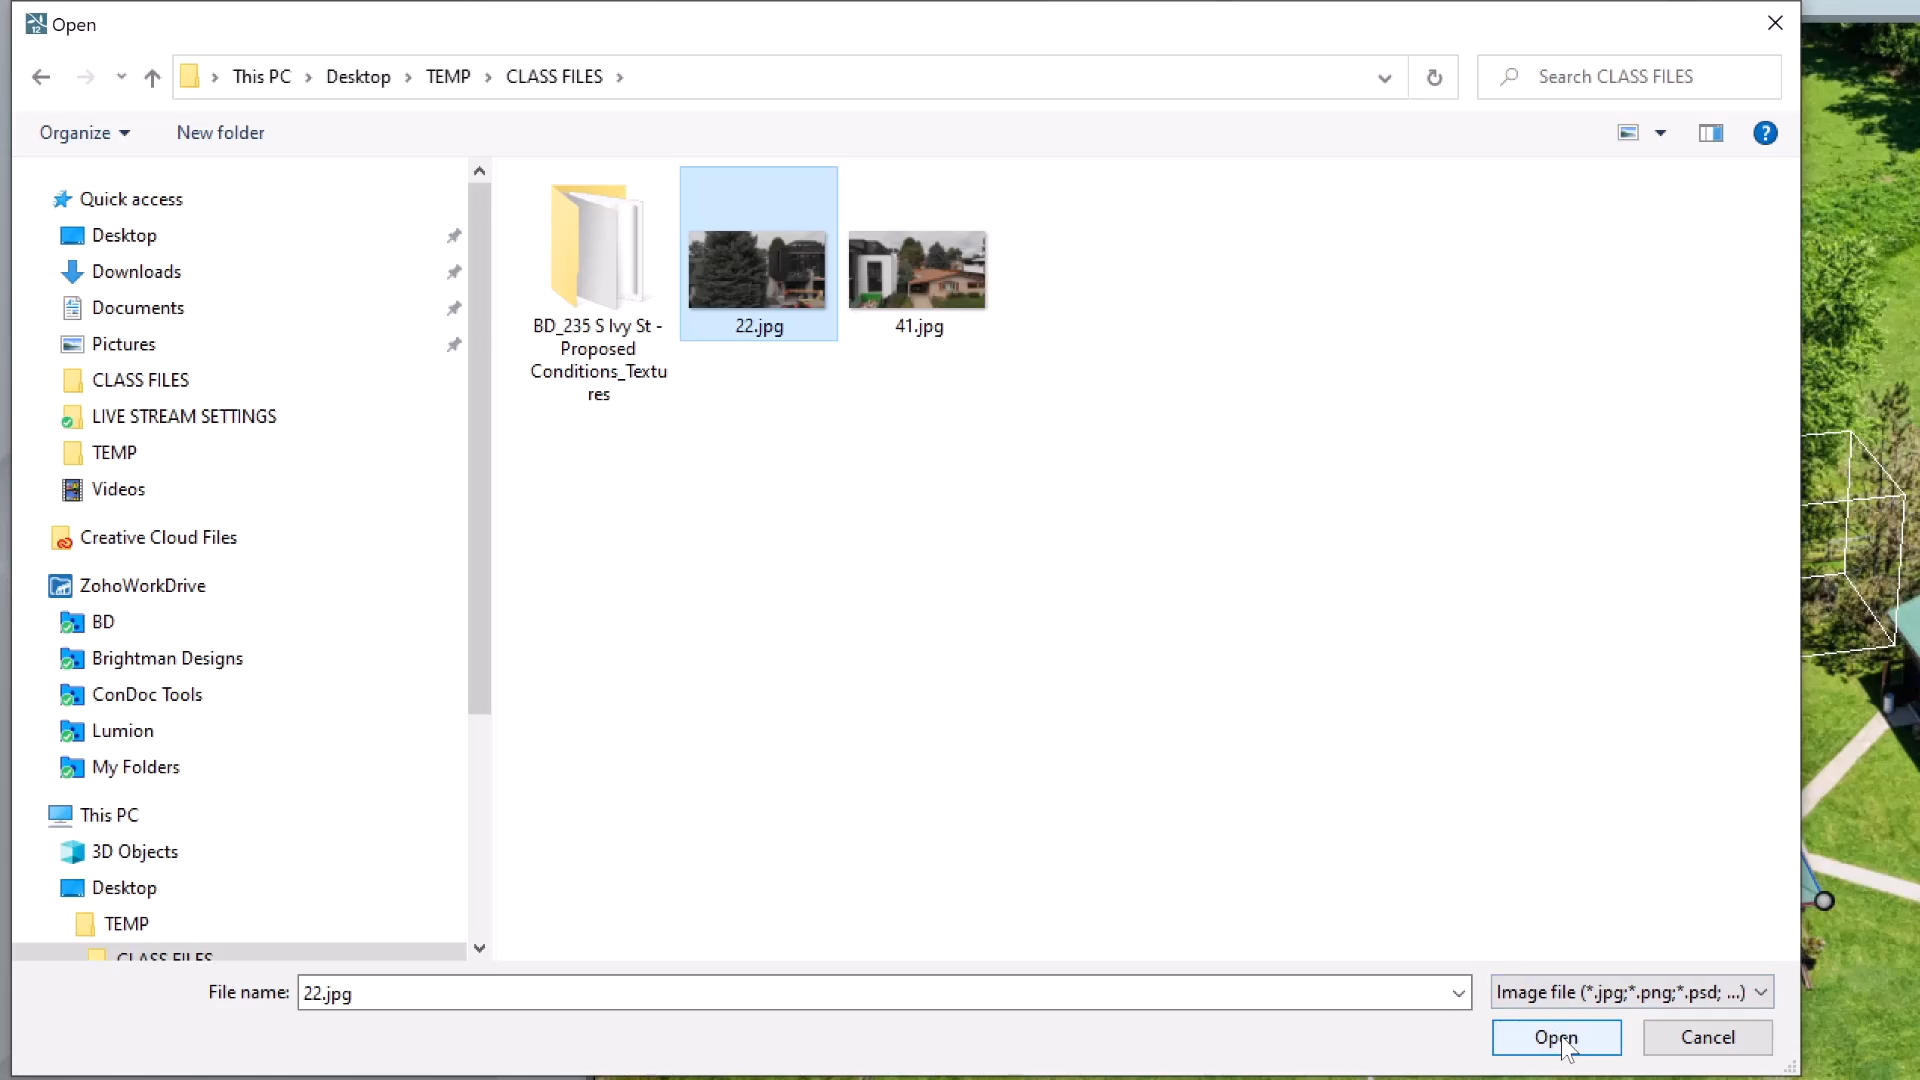 12
Open
This PC > Desktop > TEMP > CLASS FILES >
Search CLASS FILES
Organize
New folder
?
Quick access
Desktop
Downloads
Documents
Pictures
CLASS FILES
LIVE STREAM SETTINGS
TEMP
Videos
Creative Cloud Files
ZohoWorkDrive
BD
Brightman Designs
ConDoc Tools
Lumion
My Folders
This PC
3D Objects
Desktop
TEMP
CLASS FILES
BD_235 S Ivy St -
Proposed
Conditions_Textu
res
22.jpg
41.jpg
File name: 22.jpg
Image file (*.jpg;*.png;*.psd; ...)
Open
Cancel